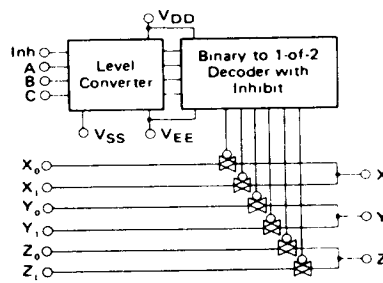 VDD
Inh
A
B
C
Level
Converter
Binary to 1-of-2
Decoder with
Inhibit
VSS
VEE
X0
X1
X
Y0
Y1
Y
Z0
Z1
Z